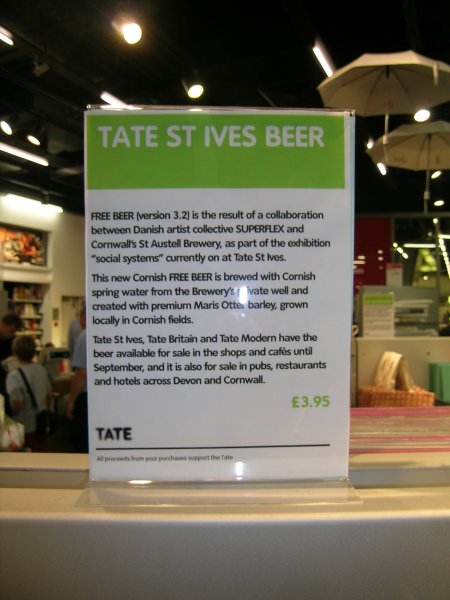 TATE ST IVES BEER
FREE BEER (version 3.2) is the result of a collaboration
between Danish artist collective SUPERFLEX and
Cornwall's St Austell Brewery, as part of the exhibition
"social systems" currently on at Tate St Ives.
This new Cornish FREE BEER is brewed with Cornish
spring water from the Brewery's private well and
created with premium Maris Otter barley, grown
locally in Cornish fields.
Tate St Ives, Tate Britain and Tate Modern have the
beer available for sale in the shops and cafés until
September, and it is also for sale in pubs, restaurants
and hotels across Devon and Cornwall.
£3.95
TATE
All proceeds from your purchases support the Tate